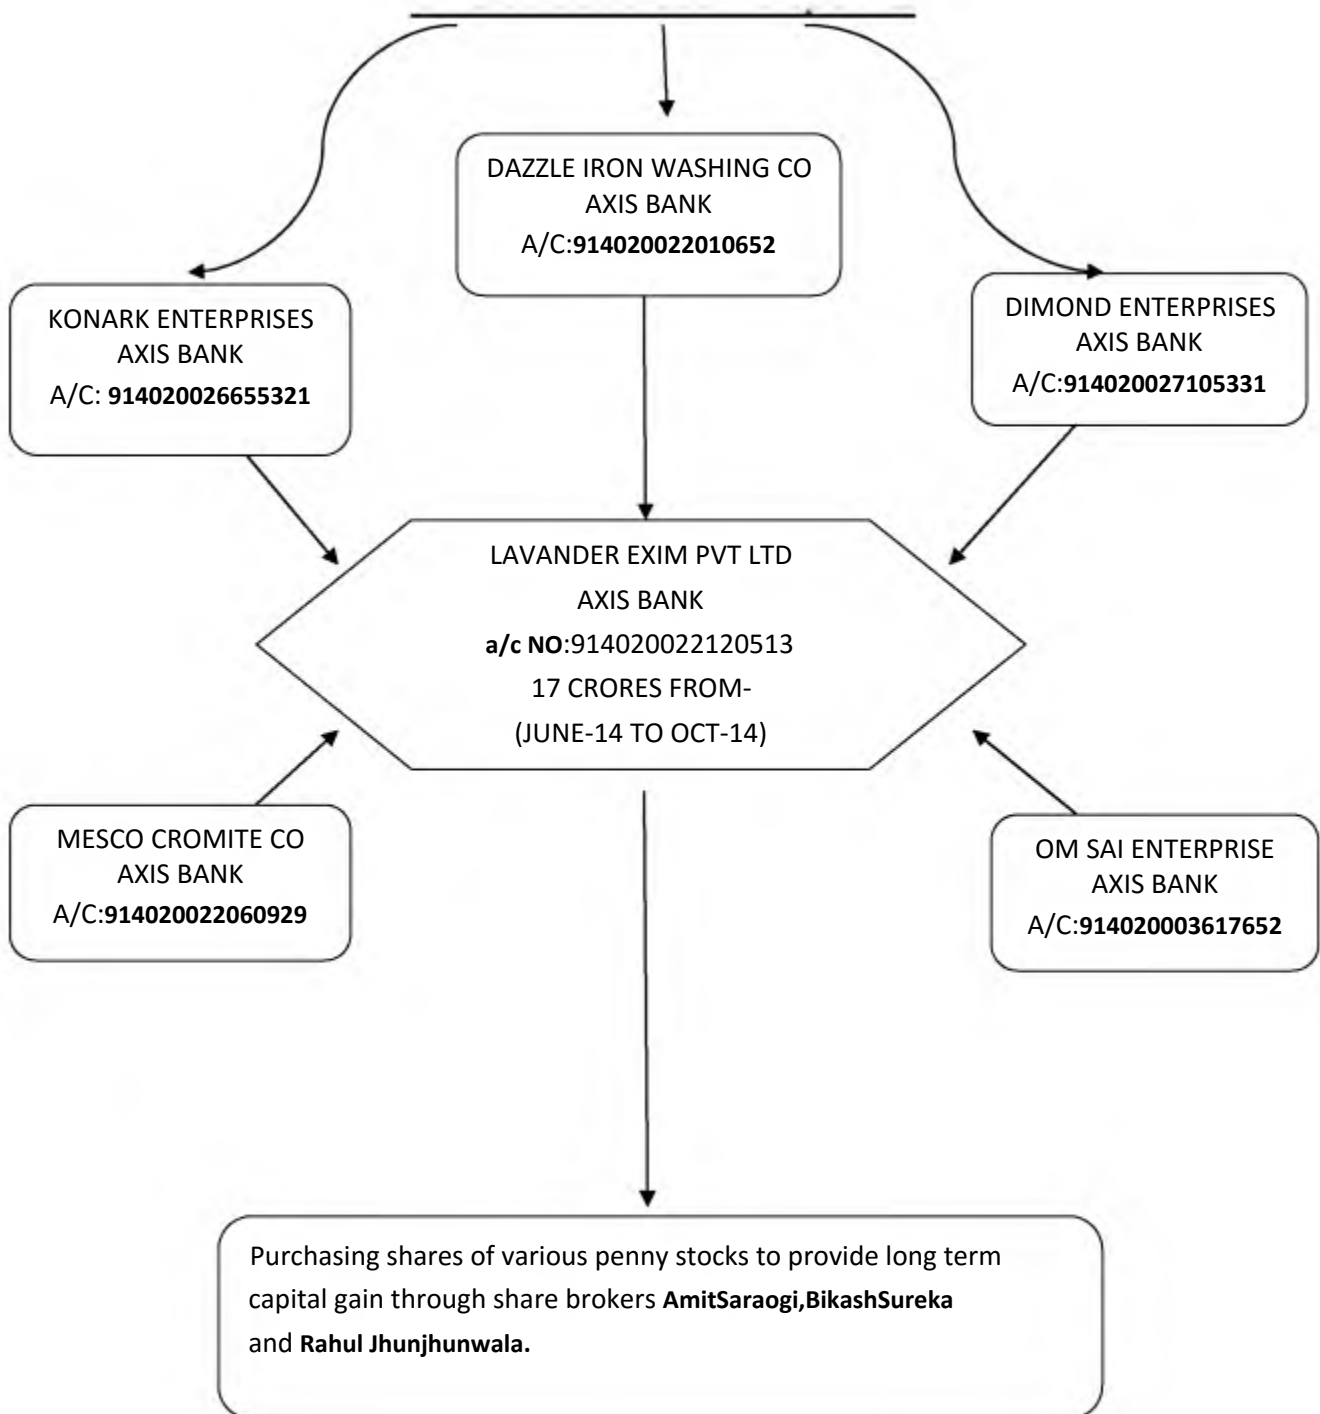 DAZZLE IRON WASHING CO
AXIS BANK
A/C:914020022010652
KONARK ENTERPRISES
AXIS BANK
A/C: 914020026655321
DIMOND ENTERPRISES
AXIS BANK
A/C:914020027105331
LAVANDER EXIM PVT LTD
AXIS BANK
a/c NO:914020022120513
17 CRORES FROM-
(JUNE-14 TO OCT-14)
MESCO CROMITE CO
AXIS BANK
A/C:914020022060929
OM SAI ENTERPRISE
AXIS BANK
A/C:914020003617652
Purchasing shares of various penny stocks to provide long term
capital gain through share brokers AmitSaraogi,BikashSureka
and Rahul Jhunjhunwala.